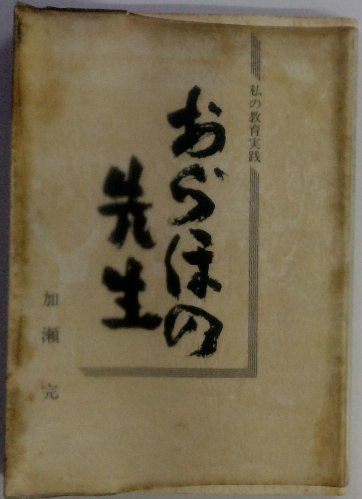 私の教育実践
おらほの
先生
加瀬完